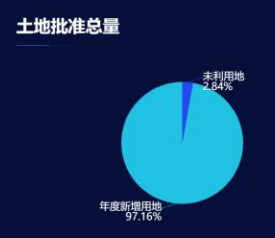 土地批准总量
未利用地
2.84%
年度新增用地
97.16%